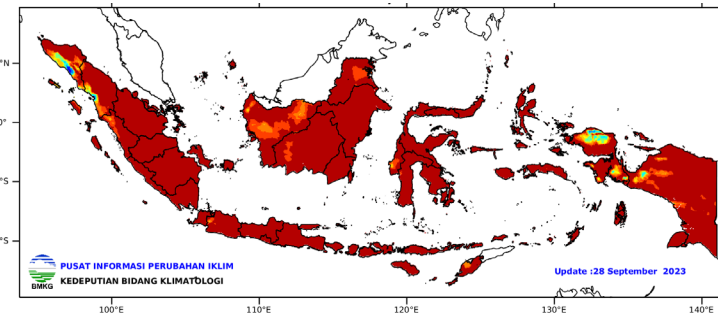 °N
0°
°S
°S
PUSAT INFORMASI PERUBAHAN IKLIM
KEDEPUTIAN BIDANG KLIMATOLOGI
BMKG
Update :28 September 2023
100°E
110°E
120°E
130°E
140°E